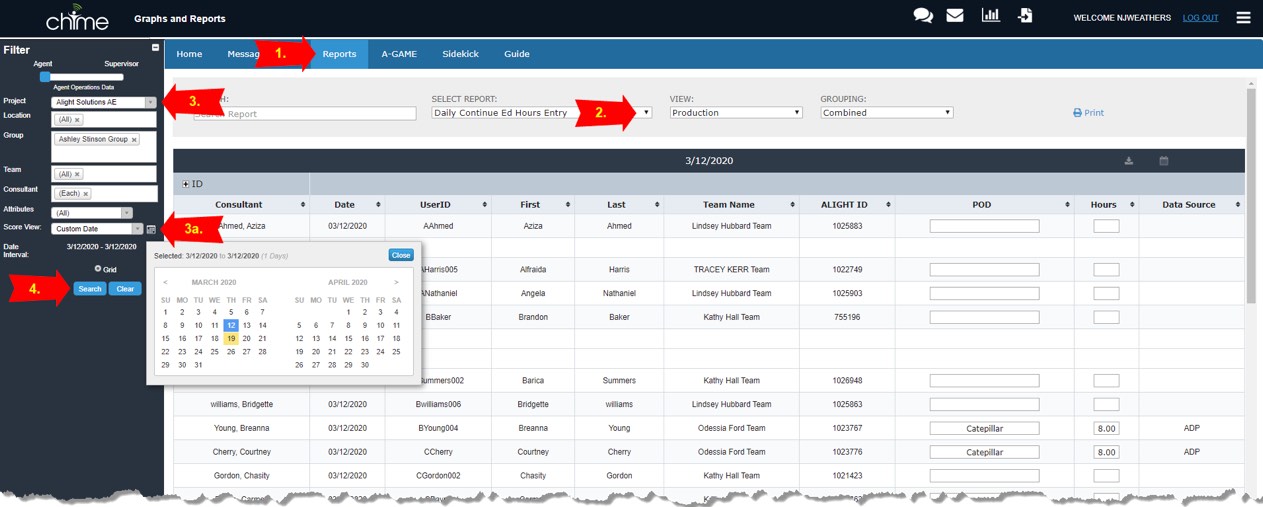 chime
Graphs and Reports
WELCOME NJWEATHERS
LOG OUT
Filter
Agent
Supervisor
Agent Operations Data
Project
Alight Solutions AE
3.
Location
(All) x
Group
Ashley Stinson Group x
Team
(All) x
Consultant
(Each) x
Attributes
(All)
Score View:
Custom Date
3a.
Date
Interval:
3/12/2020 - 3/12/2020
Grid
4.
Search
Clear
Home
1.
Reports
A-GAME
Sidekick
Guide
Search Report
SELECT REPORT:
Daily Continue Ed Hours Entry
2.
VIEW:
Production
GROUPING:
Combined
Print
3/12/2020
ID
Consultant Date UserID First Last Team Name ALIGHT ID POD Hours Data Source
Ahmed, Aziza 03/12/2020 AAhmed Aziza Ahmed Lindsey Hubbard Team 1025883
AHarris005 Alfraida Harris TRACEY KERR Team 1022749
ANathaniel Angela Nathaniel Lindsey Hubbard Team 1025903
BBaker Brandon Baker Kathy Hall Team 755196
Barica Summers Kathy Hall Team 1026948
williams, Bridgette 03/12/2020 Bwilliams006 Bridgette williams Lindsey Hubbard Team 1025863
Young, Breanna 03/12/2020 BYoung004 Breanna Young Odessia Ford Team 1023767 Catepillar 8.00 ADP
Cherry, Courtney 03/12/2020 CCherry Courtney Cherry Odessia Ford Team 1023776 Catepillar 8.00 ADP
Gordon, Chasity 03/12/2020 CGordon002 Chasity Gordon Kathy Hall Team 1021423
Selected: 3/12/2020 to 3/12/2020 (1 Days)
Close
< MARCH 2020
SU MO TU WE TH FR SA
1 2 3 4 5 6 7
8 9 10 11 12 13 14
15 16 17 18 19 20 21
22 23 24 25 26 27 28
29 30 31
APRIL 2020 >
SU MO TU WE TH FR SA
1 2 3 4
5 6 7 8 9 10 11
12 13 14 15 16 17 18
19 20 21 22 23 24 25
26 27 28 29 30